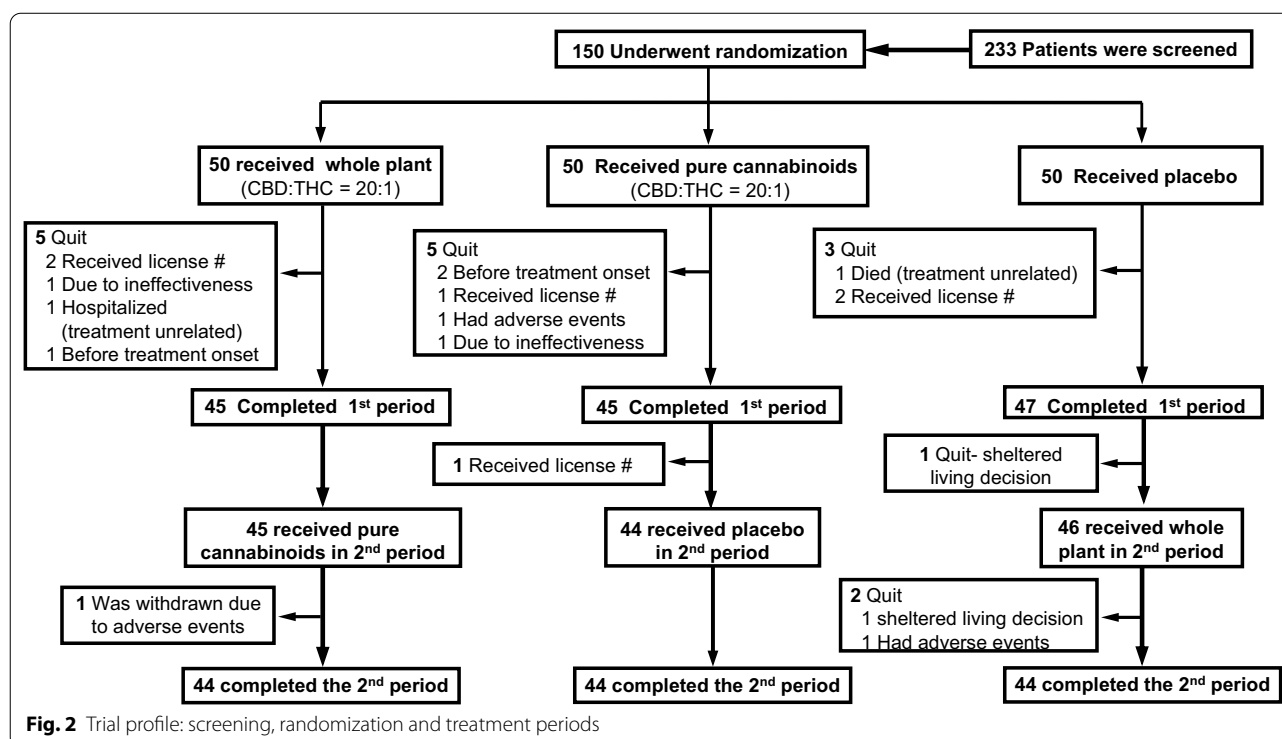 150 Underwent randomization
233 Patients were screened
50 received whole plant
(CBD:THC = 20:1)
50 Received pure cannabinoids
(CBD:THC = 20:1)
50 Received placebo
5 Quit
2 Received license #
1 Due to ineffectiveness
1 Hospitalized
(treatment unrelated)
1 Before treatment onset
5 Quit
2 Before treatment onset
1 Received license #
1 Had adverse events
1 Due to ineffectiveness
3 Quit
1 Died (treatment unrelated)
2 Received license #
45 Completed 1st period
45 Completed 1st period
47 Completed 1st period
1 Received license #
1 Quit- sheltered
living decision
45 received pure
cannabinoids in 2nd period
44 received placebo
in 2nd period
46 received whole
plant in 2nd period
1 Was withdrawn due
to adverse events
2 Quit
1 sheltered living decision
1 Had adverse events
44 completed the 2nd period
44 completed the 2nd period
44 completed the 2nd period
Fig. 2 Trial profile: screening, randomization and treatment periods